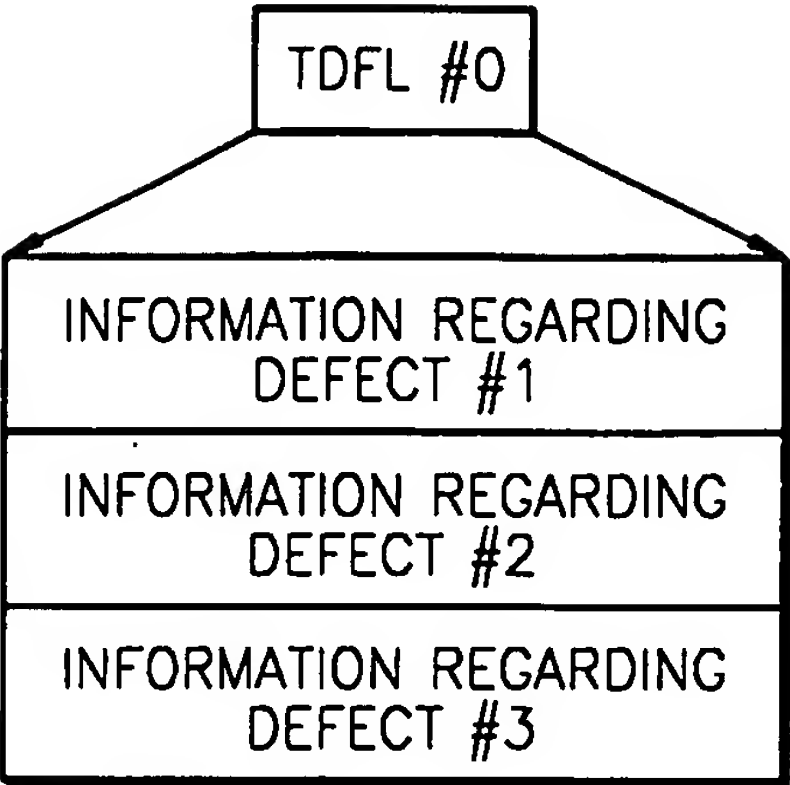 TDFL #0
INFORMATION REGARDING
DEFECT #1
INFORMATION REGARDING
DEFECT #2
INFORMATION REGARDING
DEFECT #3